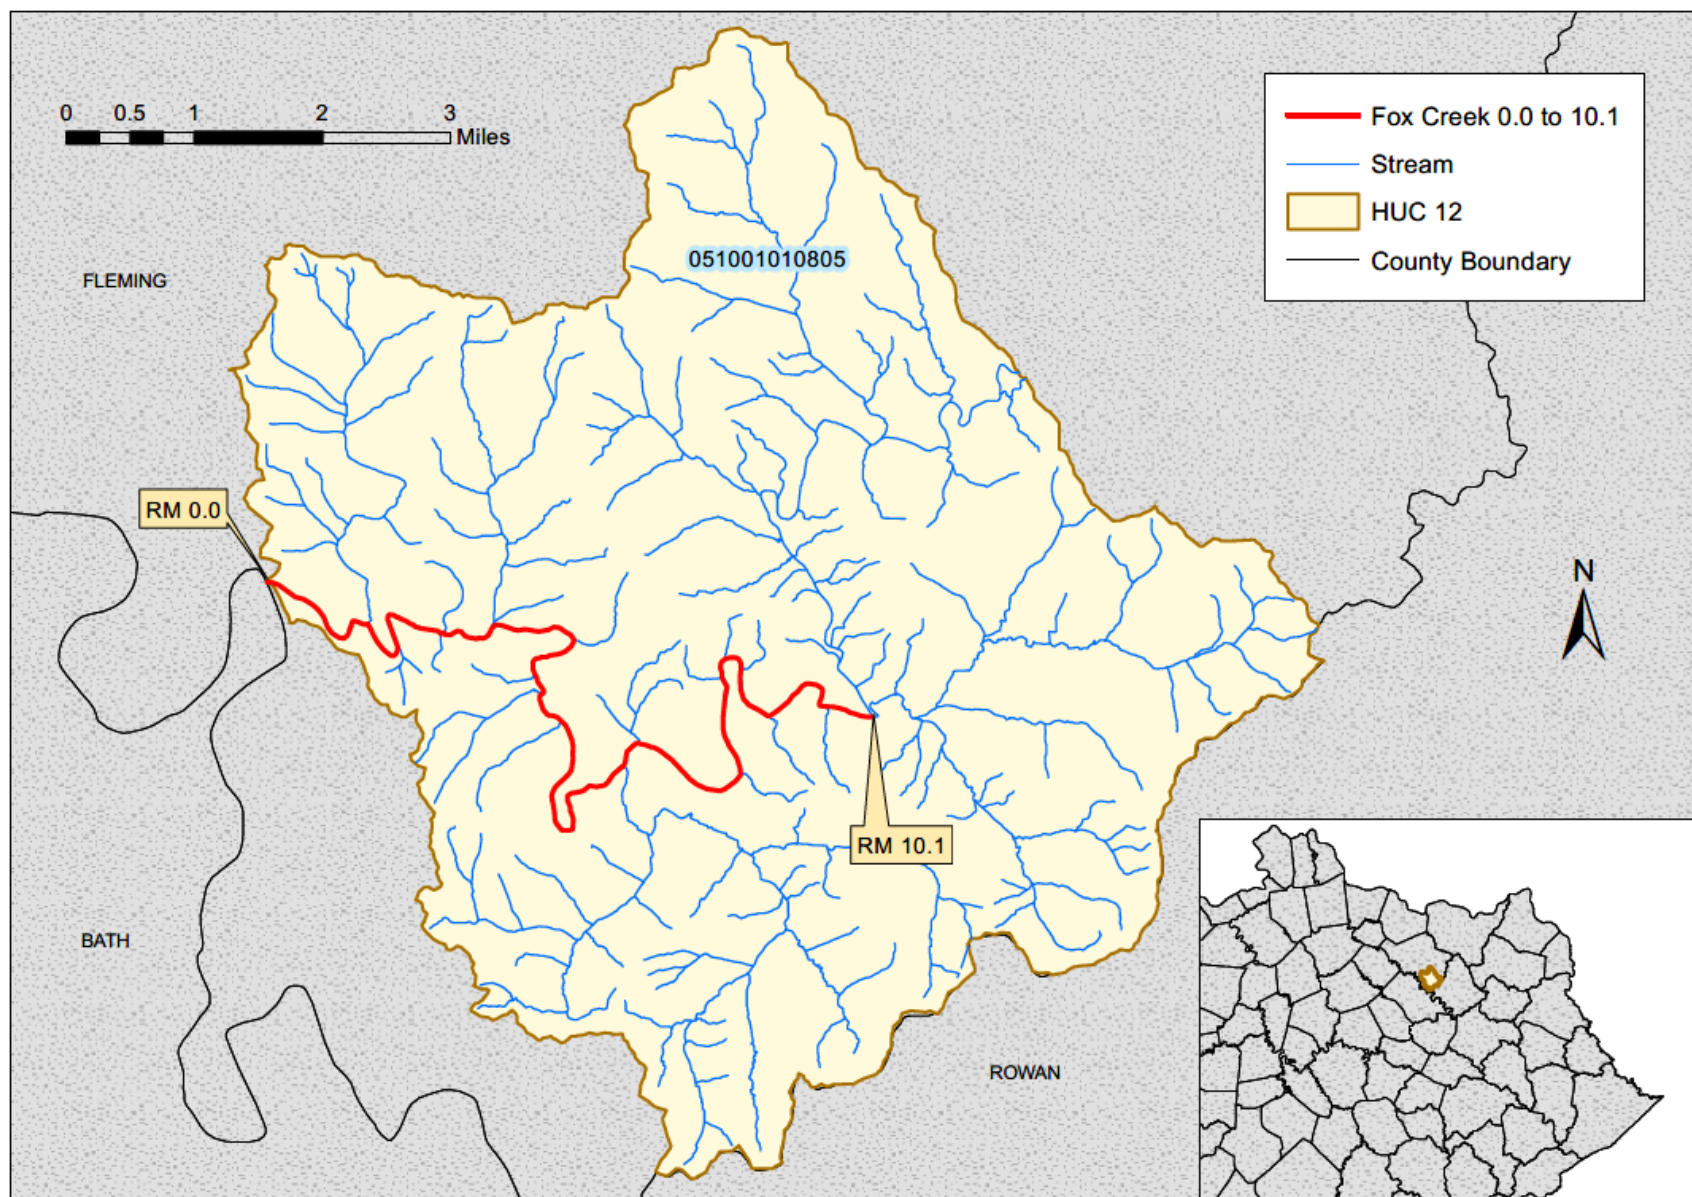 0 0.5 1 2 3
Miles
Fox Creek 0.0 to 10.1
Stream
HUC 12
County Boundary
051001010805
FLEMING
RM 0.0
N
RM 10.1
BATH
ROWAN